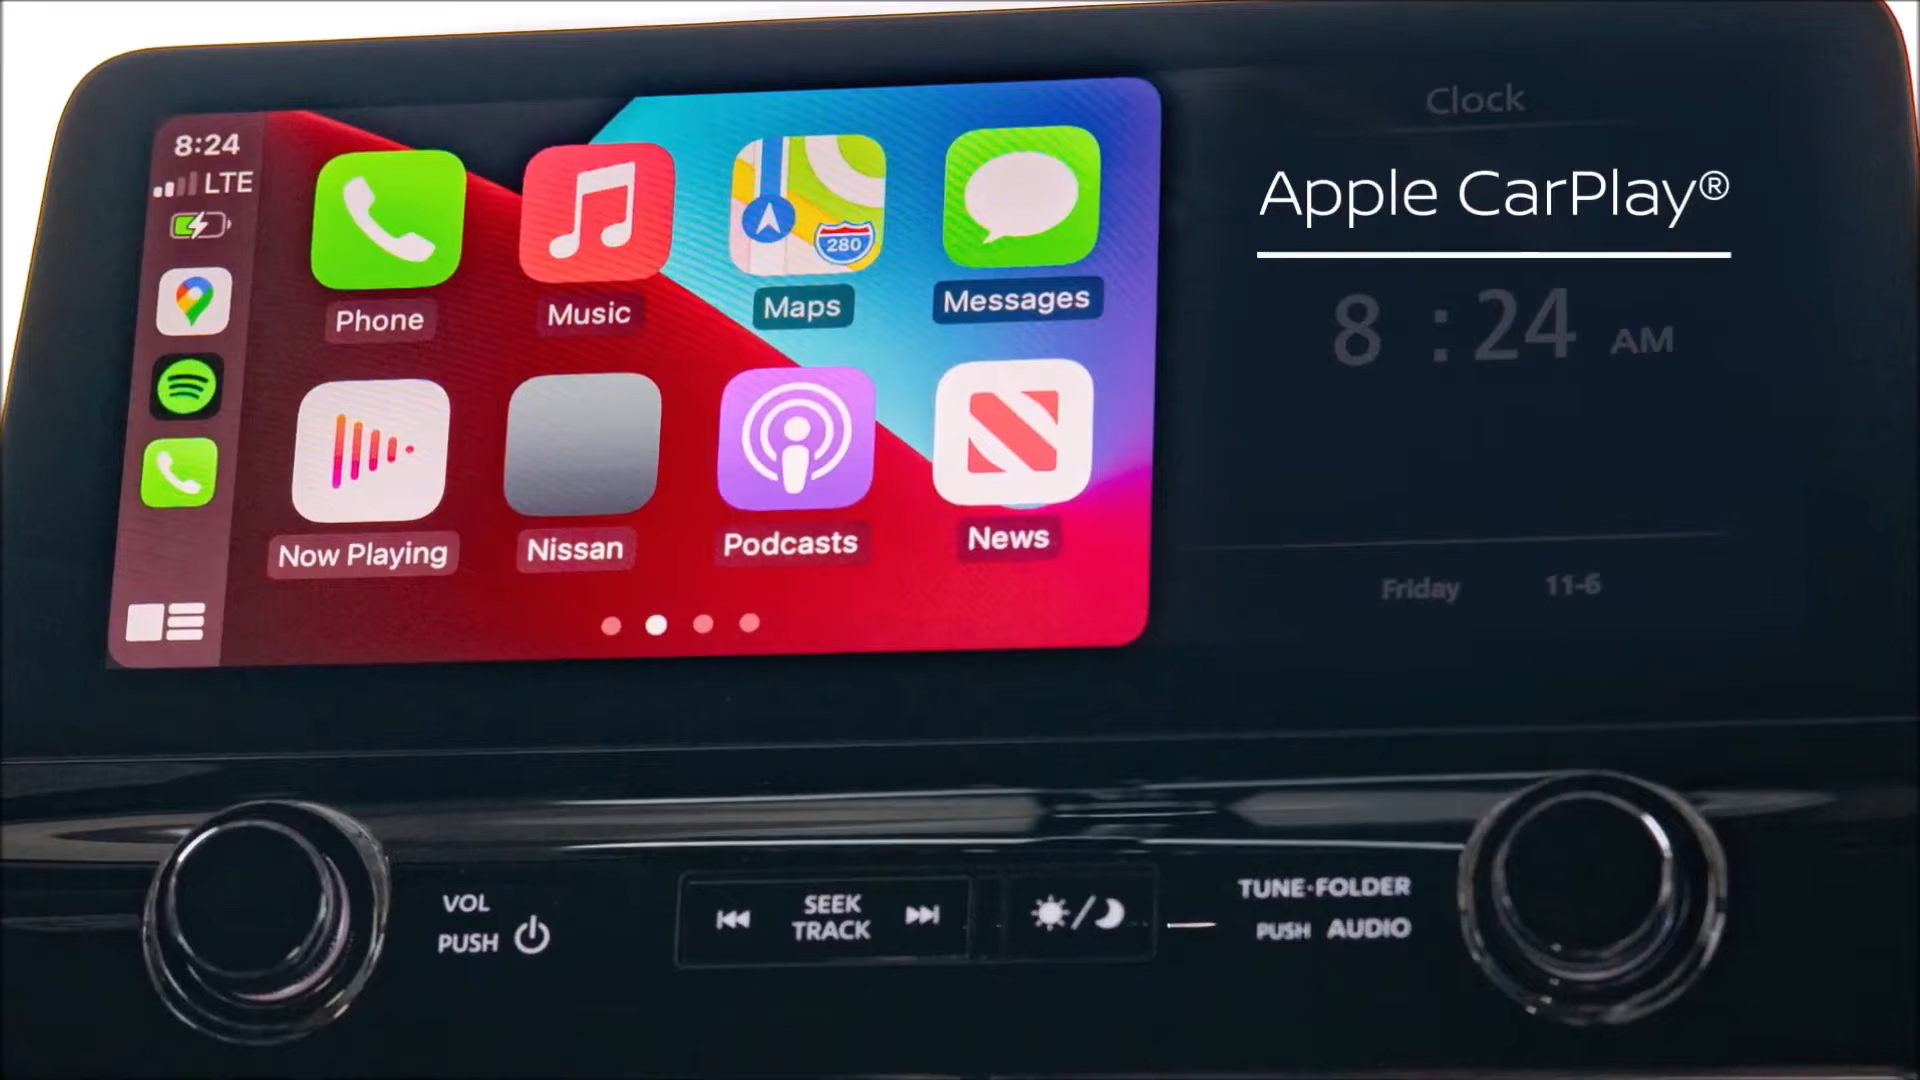 8:24
LTE
280
Phone
Music
Maps
Messages
Now Playing
Nissan
Podcasts
News
Clock
Apple CarPlay®
8 : 24 AM
Friday 11-6
VOL
PUSH
SEEK
TRACK
TUNE·FOLDER
PUSH AUDIO